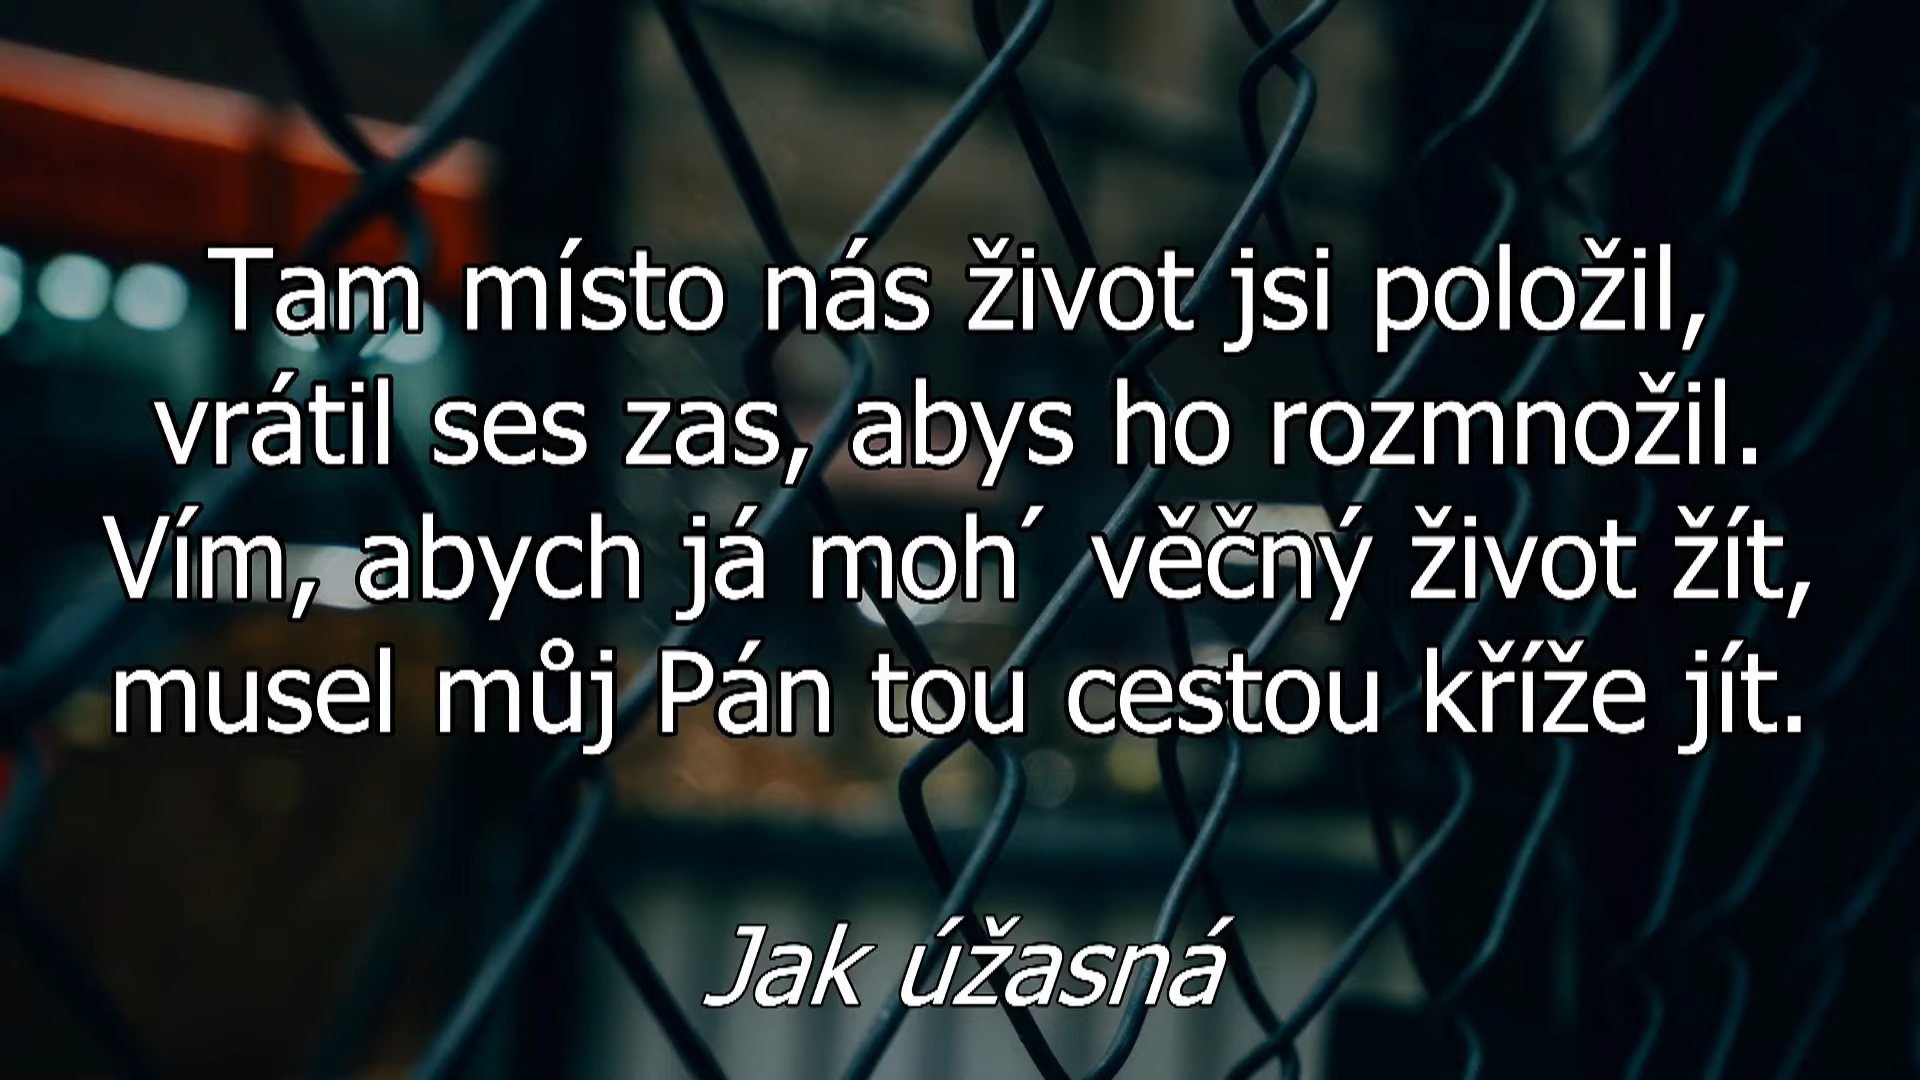 Tam místo nás život jsi položil,
vrátil ses zas, abys ho rozmnožil.
Vím, abych já moh´ věčný život žít,
musel můj Pán tou cestou kříže jít.
Jak úžasná